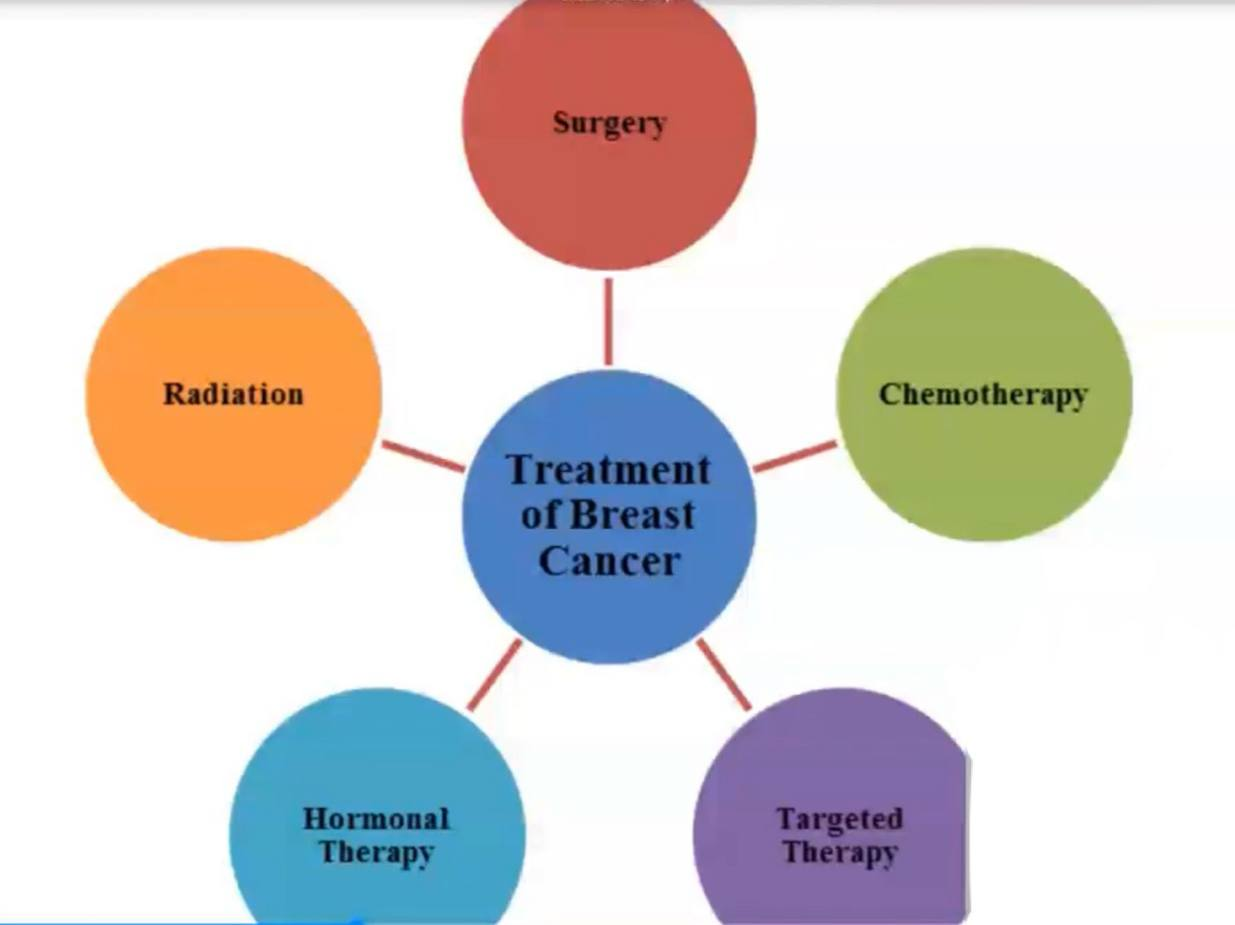 Surgery
Radiation
Chemotherapy
Treatment
of Breast
Cancer
Hormonal
Therapy
Targeted
Therapy